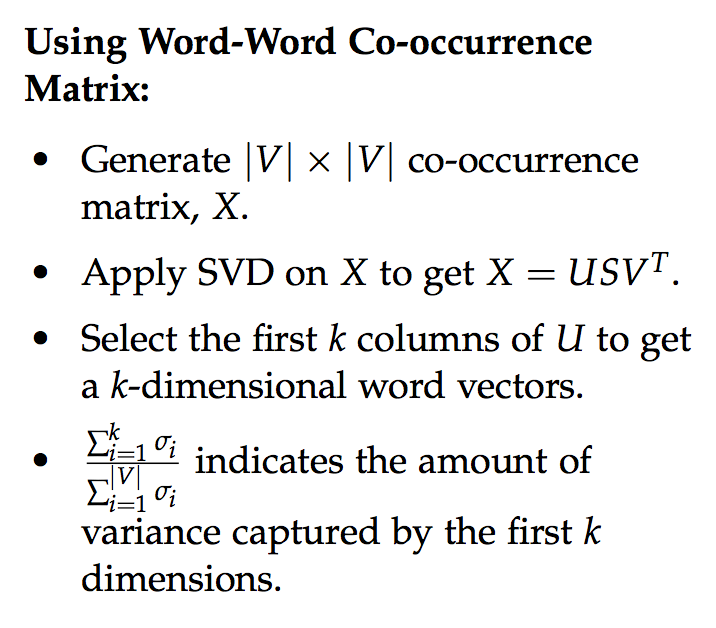 Using Word-Word Co-occurrence
Matrix:
• Generate |V| × |V| co-occurrence
matrix, X.
• Apply SVD on X to get X = USV^T.
• Select the first k columns of U to get
a k-dimensional word vectors.
• \frac{\sum_{i=1}^{k} \sigma_i}{\sum_{i=1}^{|V|} \sigma_i} indicates the amount of
variance captured by the first k
dimensions.